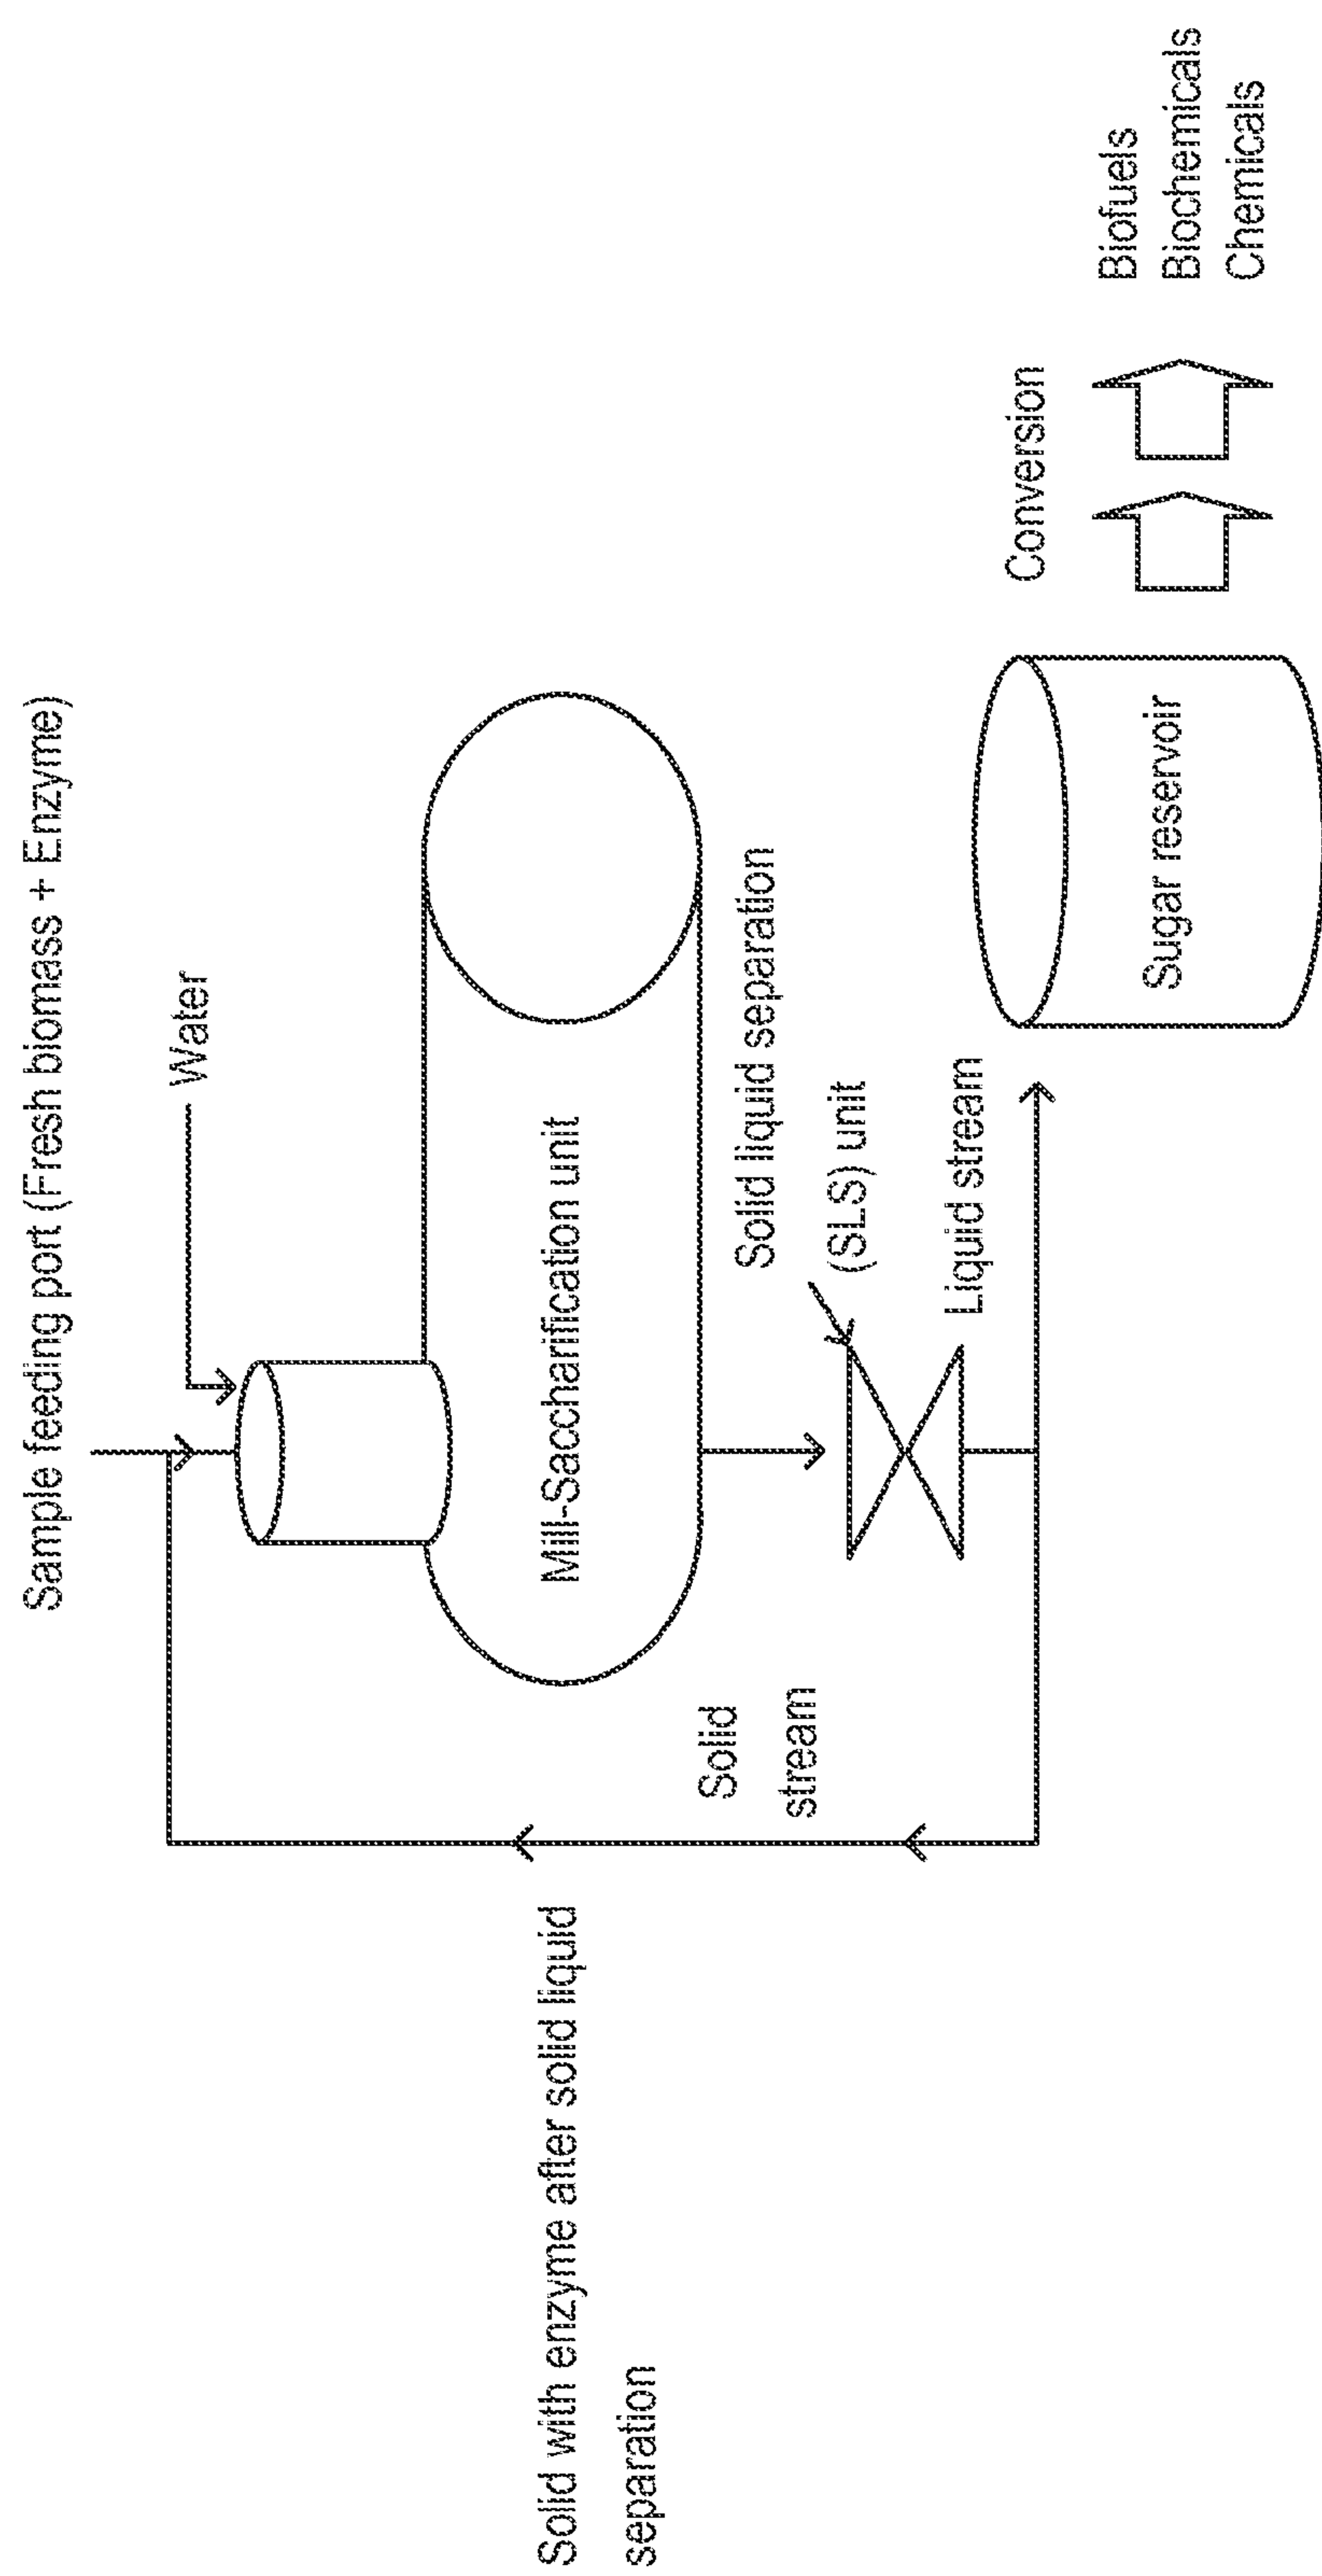 Sample feeding port (Fresh biomass + Enzyme)
Water
Mill-Saccharification unit
Solid liquid separation
(SLS) unit
Solid
stream
Liquid stream
Solid with enzyme after solid liquid
separation
Sugar reservoir
Conversion
Biofuels
Biochemicals
Chemicals